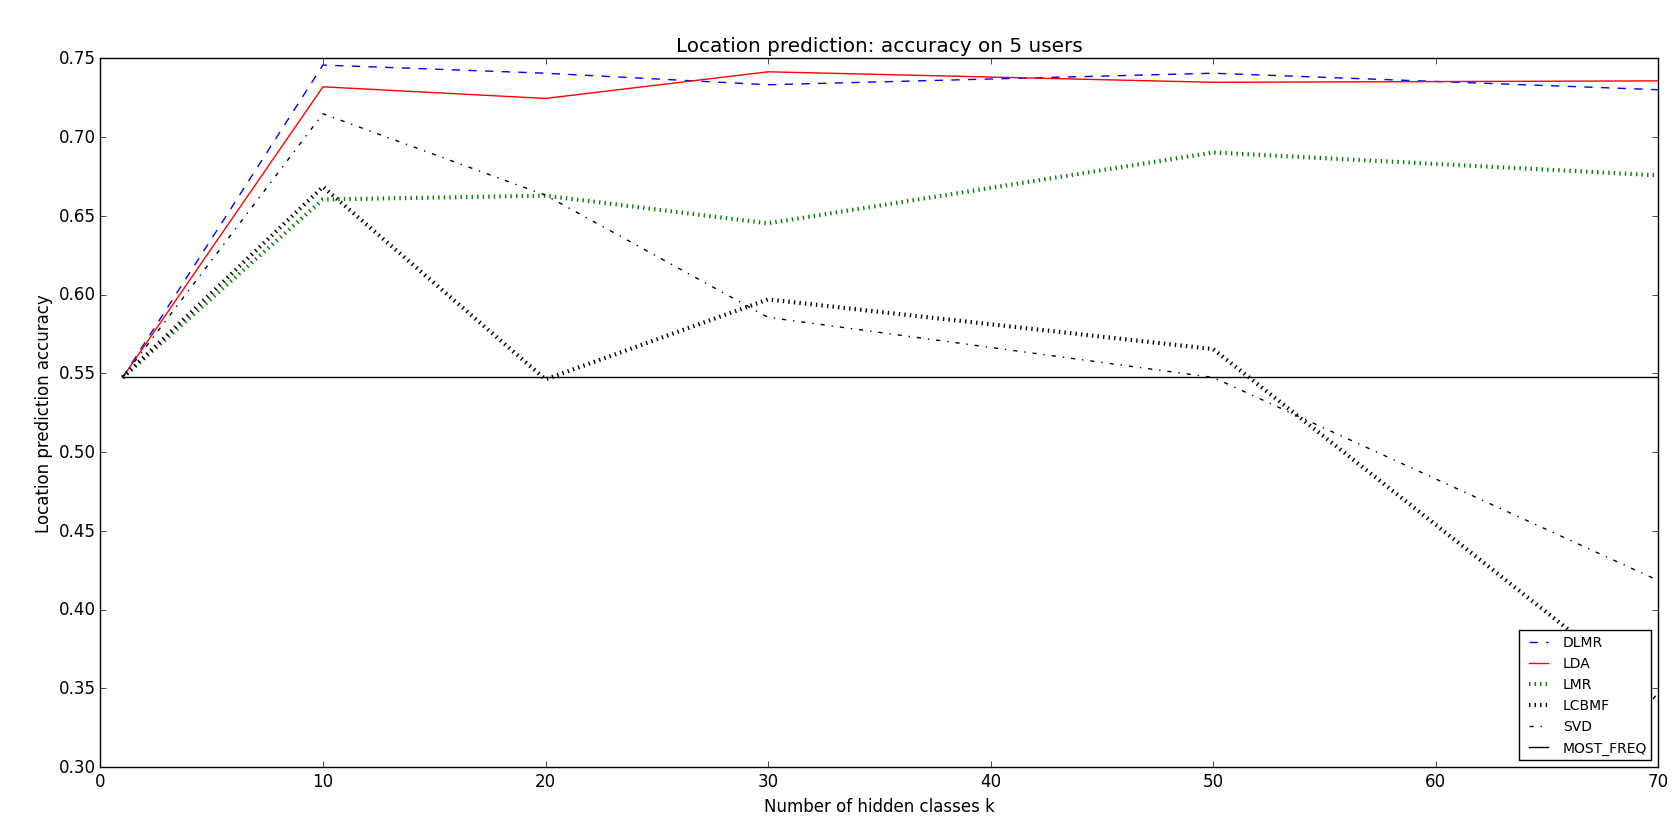 Location prediction: accuracy on 5 users
0.75
0.70
0.65
0.60
0.55
0.50
0.45
0.40
0.35
0.30
Location prediction accuracy
DLMR
LDA
LMR
LCBMF
SVD
MOST_FREQ
0 10 20 30 40 50 60 70
Number of hidden classes k